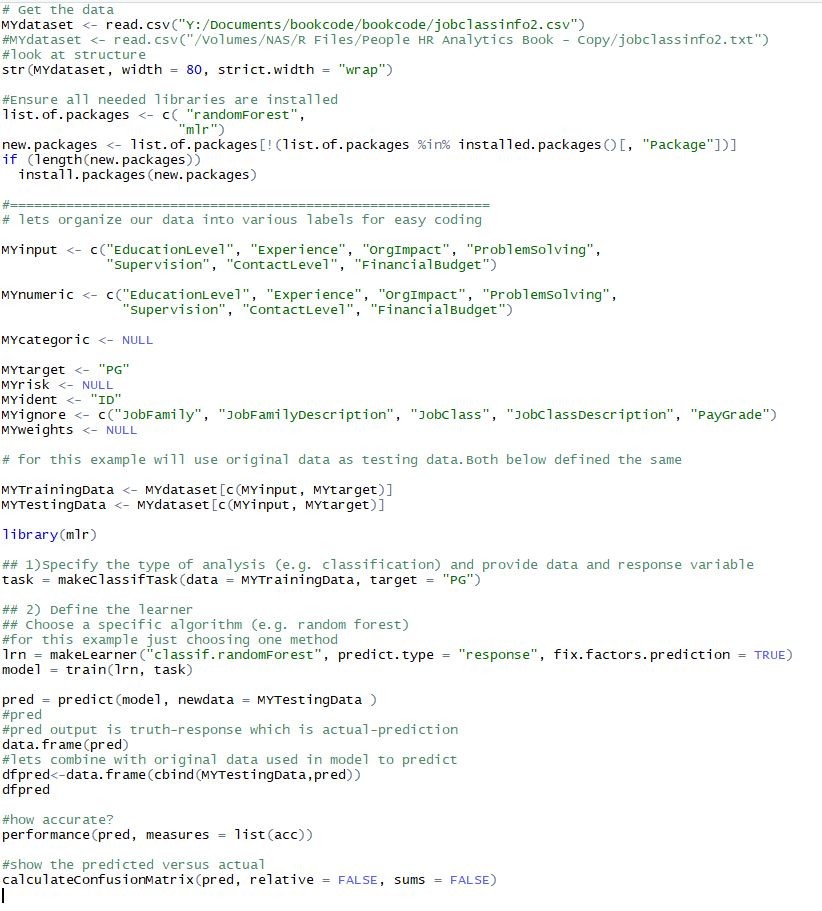 # Get the data
MYdataset <- read.csv("Y:/Documents/bookcode/bookcode/jobclassinfo2.csv")
#MYdataset <- read.csv("/Volumes/NAS/R Files/People HR Analytics Book - Copy/jobclassinfo2.txt")
#look at structure
str(MYdataset, width = 80, strict.width = "wrap")

#Ensure all needed libraries are installed
list.of.packages <- c( "randomForest",
                      "mlr")
new.packages <- list.of.packages[!(list.of.packages %in% installed.packages()[, "Package"])]
if (length(new.packages))
  install.packages(new.packages)

#============================================================
# lets organize our data into various labels for easy coding

MYinput <- c("EducationLevel", "Experience", "OrgImpact", "ProblemSolving",
             "Supervision", "ContactLevel", "FinancialBudget")

MYnumeric <- c("EducationLevel", "Experience", "OrgImpact", "ProblemSolving",
               "Supervision", "ContactLevel", "FinancialBudget")

MYcategoric <- NULL

MYtarget <- "PG"
MYrisk <- NULL
MYident <- "ID"
MYignore <- c("JobFamily", "JobFamilyDescription", "JobClass", "JobClassDescription", "PayGrade")
MYweights <- NULL

# for this example will use original data as testing data.Both below defined the same

MYTrainingData <- MYdataset[c(MYinput, MYtarget)]
MYTestingData <- MYdataset[c(MYinput, MYtarget)]

library(mlr)

## 1)Specify the type of analysis (e.g. classification) and provide data and response variable
task = makeClassifTask(data = MYTrainingData, target = "PG")

## 2) Define the learner
## Choose a specific algorithm (e.g. random forest)
#for this example just choosing one method
lrn = makeLearner("classif.randomForest", predict.type = "response", fix.factors.prediction = TRUE)
model = train(lrn, task)

pred = predict(model, newdata = MYTestingData )
#pred
#pred output is truth-response which is actual-prediction
data.frame(pred)
#lets combine with original data used in model to predict
dfpred<-data.frame(cbind(MYTestingData,pred))
dfpred

#how accurate?
performance(pred, measures = list(acc))

#show the predicted versus actual
calculateConfusionMatrix(pred, relative = FALSE, sums = FALSE)